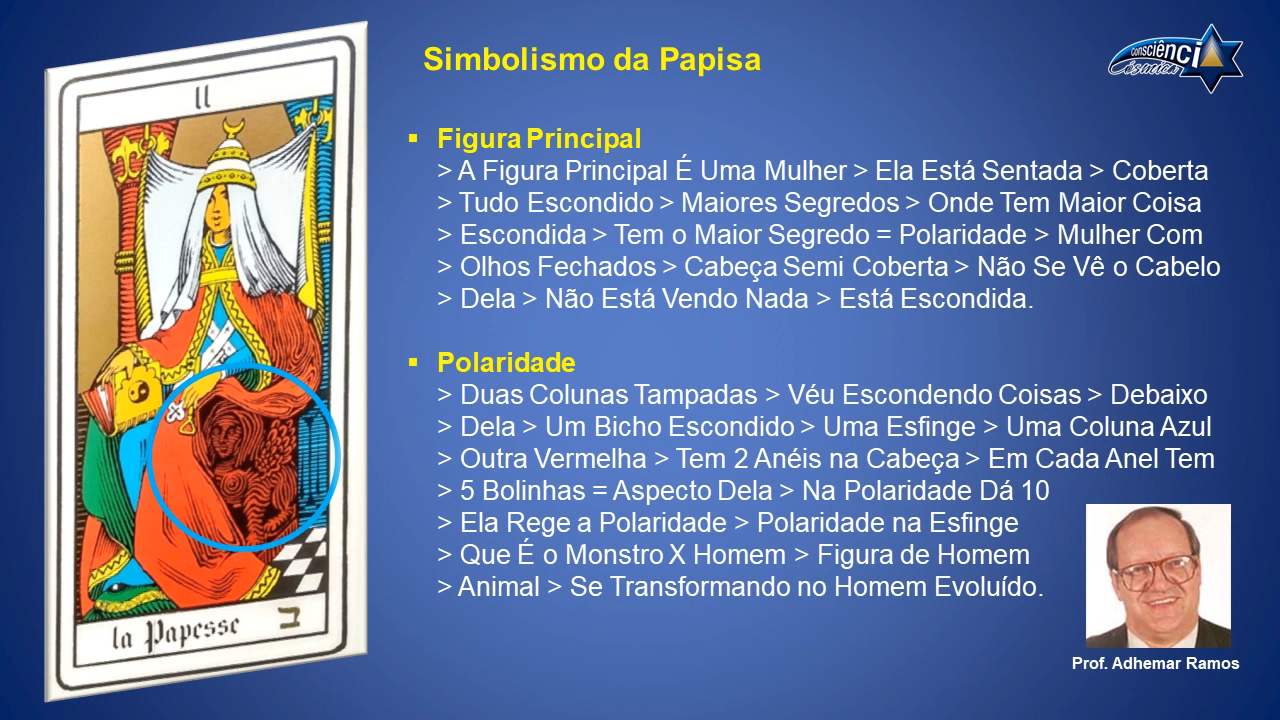 II
la Papesse
ב
Simbolismo da Papisa
Consciência
Cósmica
▪ Figura Principal
> A Figura Principal É Uma Mulher > Ela Está Sentada > Coberta
> Tudo Escondido > Maiores Segredos > Onde Tem Maior Coisa
> Escondida > Tem o Maior Segredo = Polaridade > Mulher Com
> Olhos Fechados > Cabeça Semi Coberta > Não Se Vê o Cabelo
> Dela > Não Está Vendo Nada > Está Escondida.
▪ Polaridade
> Duas Colunas Tampadas > Véu Escondendo Coisas > Debaixo
> Dela > Um Bicho Escondido > Uma Esfinge > Uma Coluna Azul
> Outra Vermelha > Tem 2 Anéis na Cabeça > Em Cada Anel Tem
> 5 Bolinhas = Aspecto Dela > Na Polaridade Dá 10
> Ela Rege a Polaridade > Polaridade na Esfinge
> Que É o Monstro X Homem > Figura de Homem
> Animal > Se Transformando no Homem Evoluído.
Prof. Adhemar Ramos